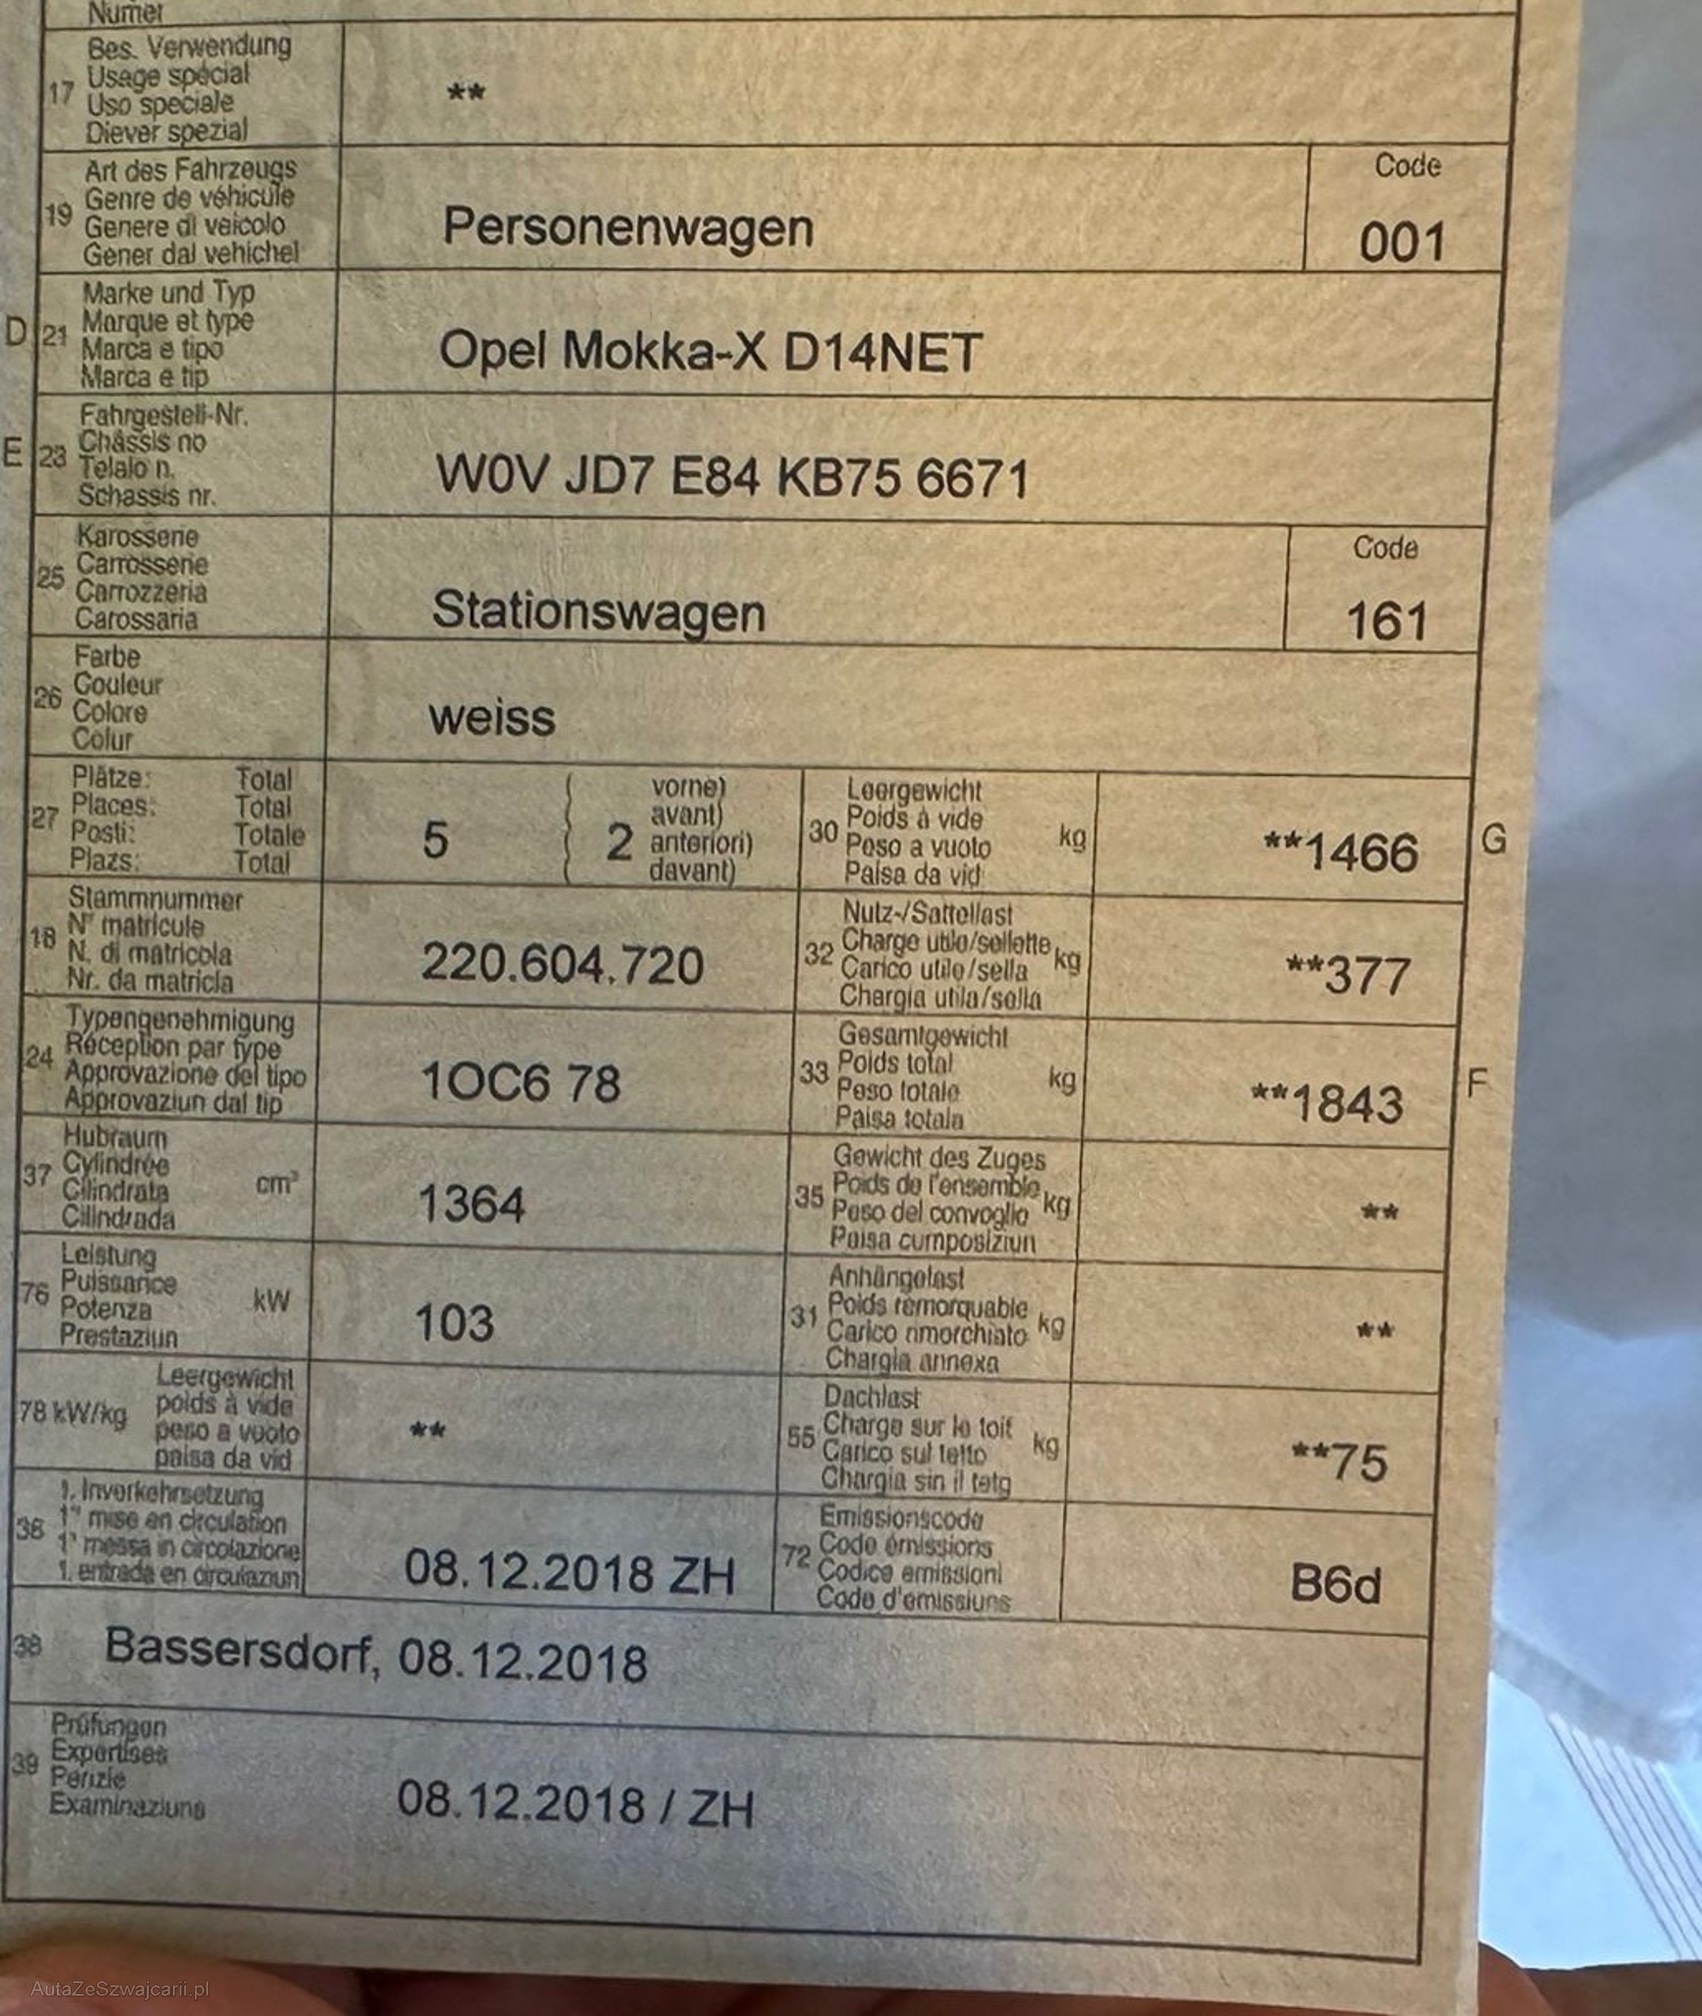 Numer
17 Bes. Verwendung
Usage spécial
Uso speciale
Diever spezial
**
19 Art des Fahrzeugs
Genre de véhicule
Genere di veicolo
Gener dal vehichel
Personenwagen
Code
001
D 21 Marke und Typ
Marque et type
Marca e tipo
Marca e tip
Opel Mokka-X D14NET
E 23 Fahrgestell-Nr.
Châssis no
Telaio n.
Schassis nr.
W0V JD7 E84 KB75 6671
25 Karosserie
Carrosserie
Carrozzeria
Carossaria
Stationswagen
Code
161
26 Farbe
Couleur
Colore
Colur
weiss
27 Plätze: Total
Places: Total
Posti: Totale
Plazs: Total
5 ( 2 vorne)
avant)
anteriori)
davant)
30 Leergewicht
Poids à vide
Peso a vuoto
Paisa da vid
kg
**1466
G
18 Stammnummer
N° matricule
N. di matricola
Nr. da matricla
220.604.720
32 Nutz-/Sattellast
Charge utile/sellette
Carico utile/sella
Chargia utila/sella
kg
**377
24 Typengenehmigung
Réception par type
Approvazione del tipo
Approvaziun dal tip
1OC6 78
33 Gesamtgewicht
Poids total
Peso totale
Paisa totala
kg
**1843
F
37 Hubraum
Cylindrée
Cilindrata
Cilindrada
cm³
1364
35 Gewicht des Zuges
Poids de l'ensemble
Peso del convoglio
Paisa cumposiziun
kg
**
76 Leistung
Puissance
Potenza
Prestaziun
kW
103
31 Anhängelast
Poids remorquable
Carico rimorchiato
Chargia annexa
kg
**
78 kW/kg Leergewicht
poids à vide
peso a vuoto
paisa da vid
**
55 Dachlast
Charge sur le toit
Carico sul tetto
Chargia sin il tetg
kg
**75
36 1. Inverkehrsetzung
1re mise en circulation
1a messa in circolazione
1. entrada en circulaziun
08.12.2018 ZH
72 Emissionscode
Code émissions
Codice emissioni
Code d'emissiuns
B6d
38 Bassersdorf, 08.12.2018
39 Prüfungen
Expertises
Perizie
Examinaziuns
08.12.2018 / ZH
AutaZeSzwajcarii.pl